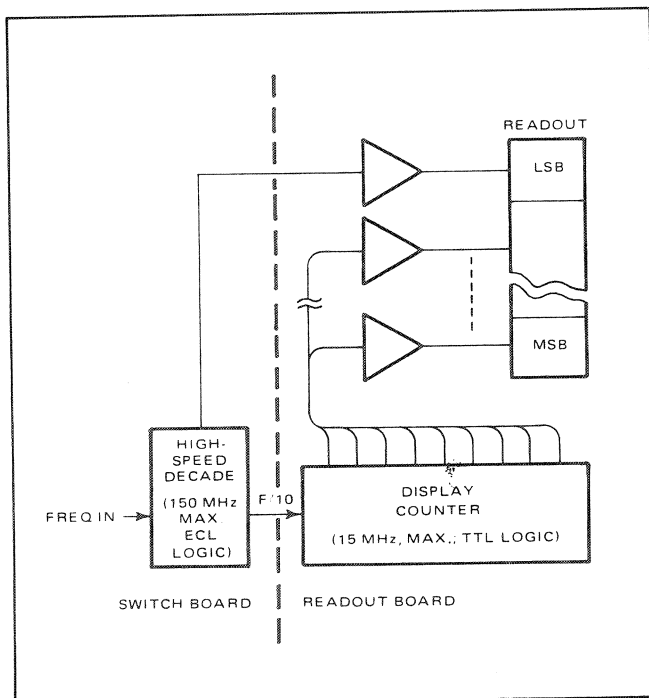 READOUT
LSB
MSB
HIGH-
SPEED
DECADE
(150 MHz
MAX
ECL
LOGIC)
FREQ IN
F/10
DISPLAY
COUNTER
(15 MHz, MAX.; TTL LOGIC)
SWITCH BOARD
READOUT BOARD